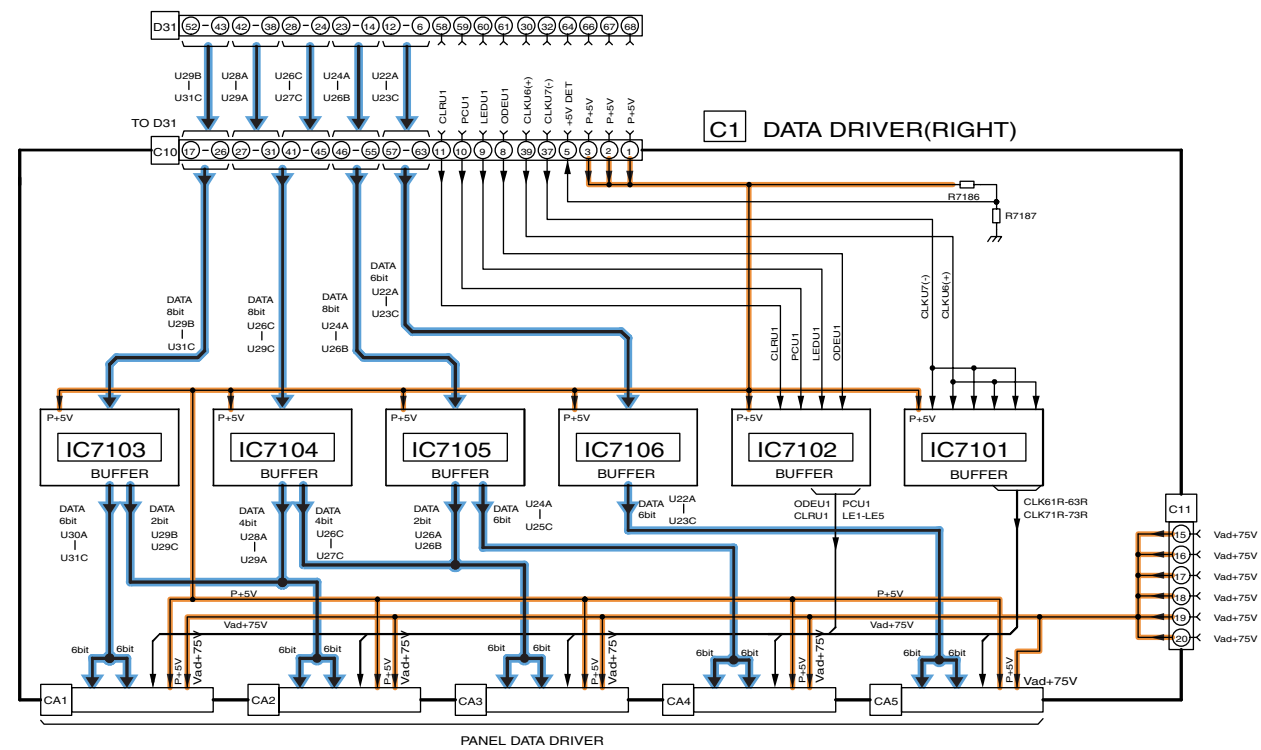 D31 52 - 43 42 - 38 28 - 24 23 - 14 12 - 6 58 59 60 61 30 32 64 66 67 68
U29B | U31C
U28A | U29A
U26C | U27C
U24A | U26B
U22A | U23C
CLRU1
PCU1
LEDU1
ODEU1
CLKU6(+)
CLKU7(-)
+5V DET
P+5V
P+5V
P+5V
TO D31
C1 DATA DRIVER(RIGHT)
C10 17 - 26 27 - 31 41 - 45 46 - 55 57 - 63 11 10 9 8 39 37 5 3 2 1
R7186
R7187
DATA
8bit
U29B
|
U31C
DATA
8bit
U26C
|
U29C
DATA
8bit
U24A
|
U26B
DATA
6bit
U22A
|
U23C
CLRU1
PCU1
LEDU1
ODEU1
CLKU7(-)
CLKU6(+)
P+5V
IC7103
BUFFER
P+5V
IC7104
BUFFER
P+5V
IC7105
BUFFER
P+5V
IC7106
BUFFER
P+5V
IC7102
BUFFER
P+5V
IC7101
BUFFER
DATA
6bit
U30A
|
U31C
DATA
2bit
U29B
U29C
DATA
4bit
U28A
|
U29A
DATA
4bit
U26C
|
U27C
DATA
2bit
U26A
U26B
DATA
6bit
U24A
|
U25C
DATA
6bit
U22A
|
U23C
ODEU1
CLRU1
PCU1
LE1-LE5
CLK61R-63R
CLK71R-73R
C11
15 Vad+75V
16 Vad+75V
17 Vad+75V
18 Vad+75V
19 Vad+75V
20 Vad+75V
P+5V
P+5V
Vad+75V
Vad+75V
6bit 6bit P+5V Vad+75V
6bit 6bit P+5V Vad+75V
6bit 6bit P+5V Vad+75V
6bit 6bit P+5V Vad+75V
6bit 6bit P+5V Vad+75V
CA1
CA2
CA3
CA4
CA5
PANEL DATA DRIVER